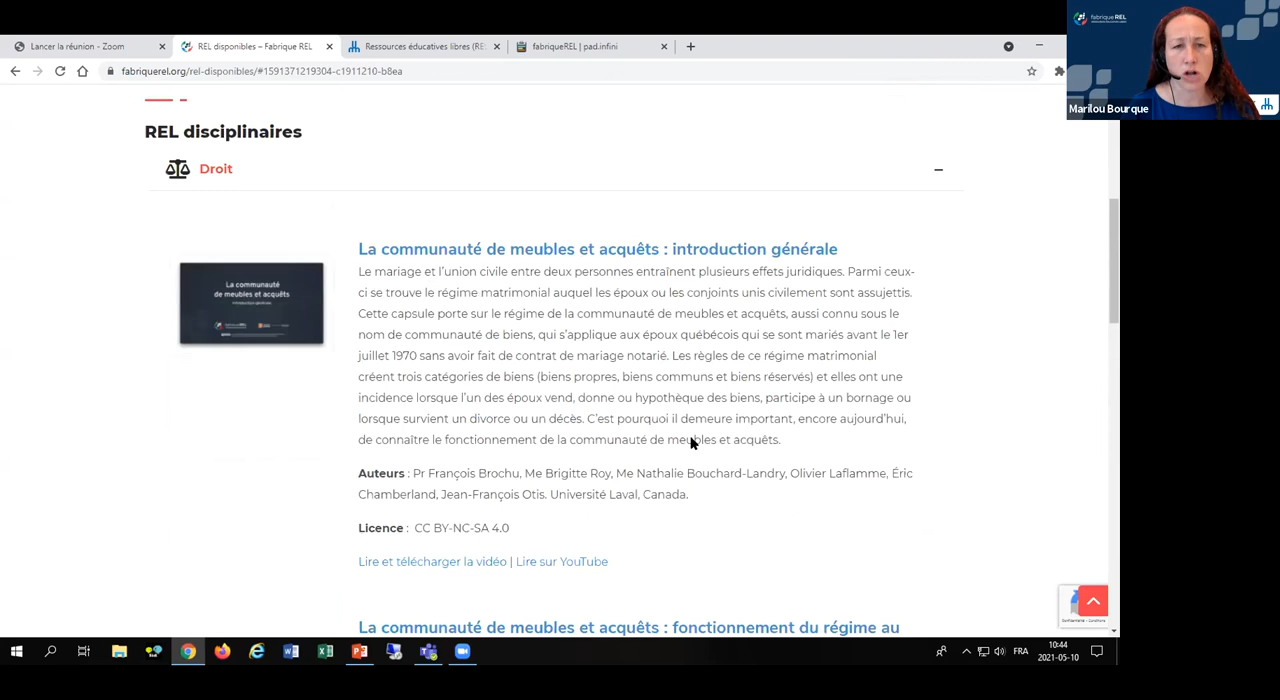 Lancer la réunion - Zoom
REL disponibles – Fabrique REL
Ressources éducatives libres (RE
fabriqueREL | pad.infini
fabriquerel.org/rel-disponibles/#1591371219304-c1911210-b8ea
fabriqueREL
Marilou Bourque
REL disciplinaires
Droit
La communauté de meubles et acquêts : introduction générale
Le mariage et l'union civile entre deux personnes entraînent plusieurs effets juridiques. Parmi ceux-
ci se trouve le régime matrimonial auquel les époux ou les conjoints unis civilement sont assujettis.
Cette capsule porte sur le régime de la communauté de meubles et acquêts, aussi connu sous le
nom de communauté de biens, qui s'applique aux époux québécois qui se sont mariés avant le 1er
juillet 1970 sans avoir fait de contrat de mariage notarié. Les règles de ce régime matrimonial
créent trois catégories de biens (biens propres, biens communs et biens réservés) et elles ont une
incidence lorsque l'un des époux vend, donne ou hypothèque des biens, participe à un bornage ou
lorsque survient un divorce ou un décès. C'est pourquoi il demeure important, encore aujourd'hui,
de connaître le fonctionnement de la communauté de meubles et acquêts.
La communauté
de meubles et acquêts
Introduction générale
Auteurs : Pr François Brochu, Me Brigitte Roy, Me Nathalie Bouchard-Landry, Olivier Laflamme, Éric
Chamberland, Jean-François Otis. Université Laval, Canada.
Licence : CC BY-NC-SA 4.0
Lire et télécharger la vidéo | Lire sur YouTube
La communauté de meubles et acquêts : fonctionnement du régime au
FRA
10:44
2021-05-10